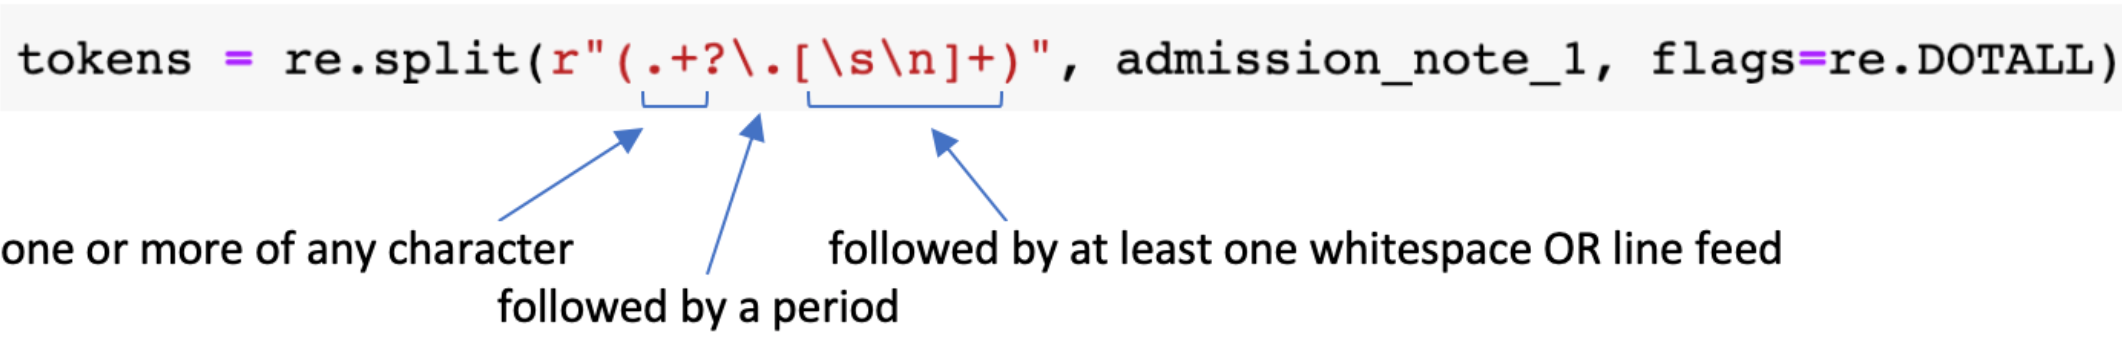 tokens = re.split(r"(.+?\.[\s\n]+)", admission_note_1, flags=re.DOTALL)
one or more of any character
followed by at least one whitespace OR line feed
followed by a period